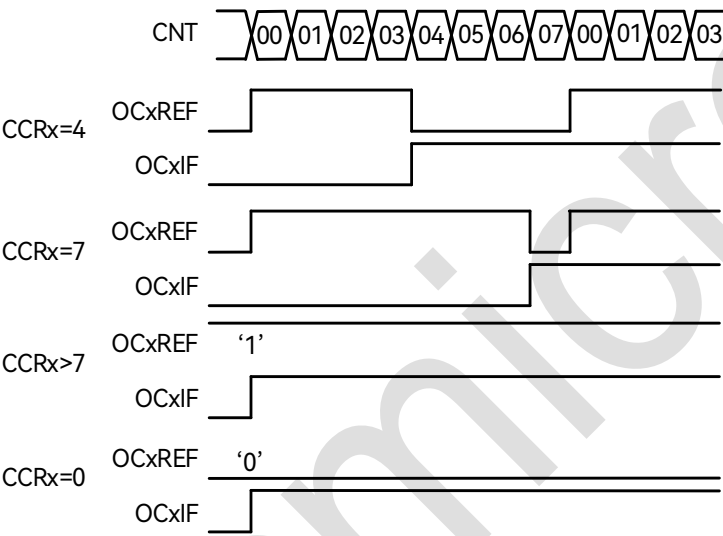 CNT 00 01 02 03 04 05 06 07 00 01 02 03
CCRx=4
OCxREF
OCxIF
CCRx=7
OCxREF
OCxIF
CCRx>7
OCxREF ‘1’
OCxIF
CCRx=0
OCxREF ‘0’
OCxIF
micr